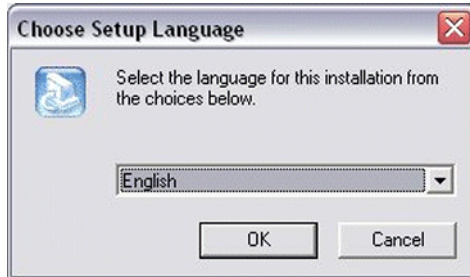 Choose Setup Language
Select the language for this installation from
the choices below.
English
OK
Cancel